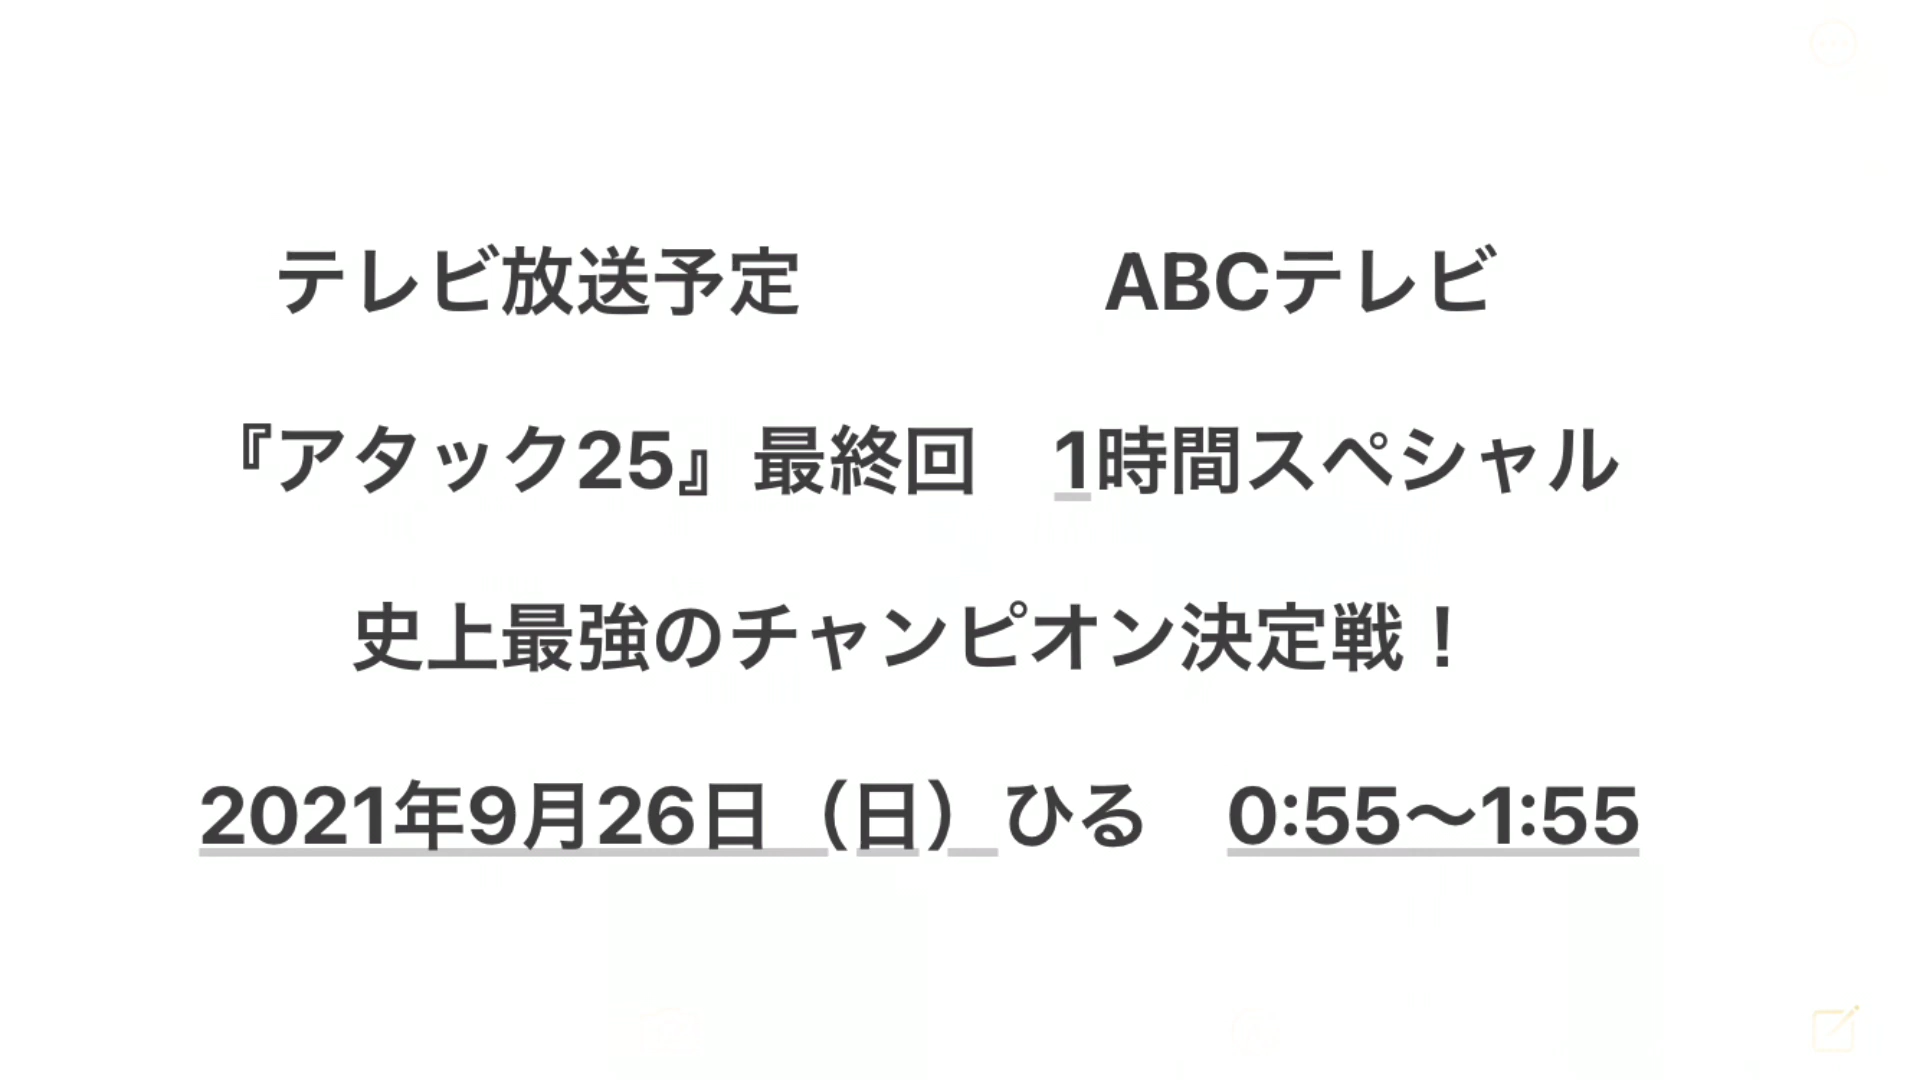 テレビ放送予定　ABCテレビ
『アタック25』最終回　1時間スペシャル
史上最強のチャンピオン決定戦！
2021年9月26日（日）ひる　0:55〜1:55